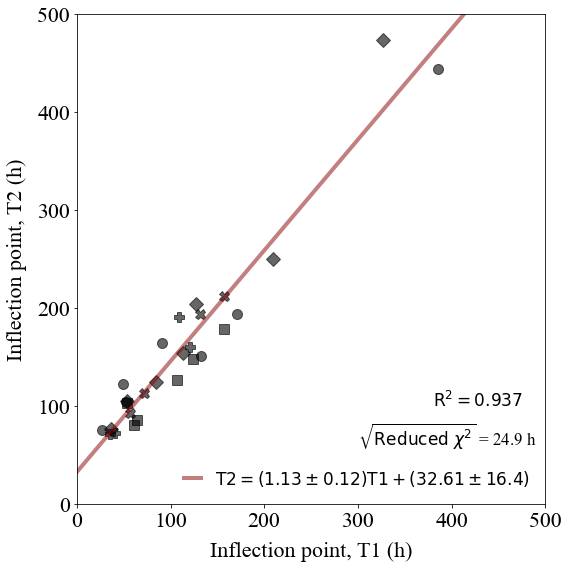 500
400
300
200
100
0
Inflection point, T2 (h)
R² = 0.937
√Reduced χ² = 24.9 h
T2 = (1.13 ± 0.12)T1 + (32.61 ± 16.4)
0 100 200 300 400 500
Inflection point, T1 (h)